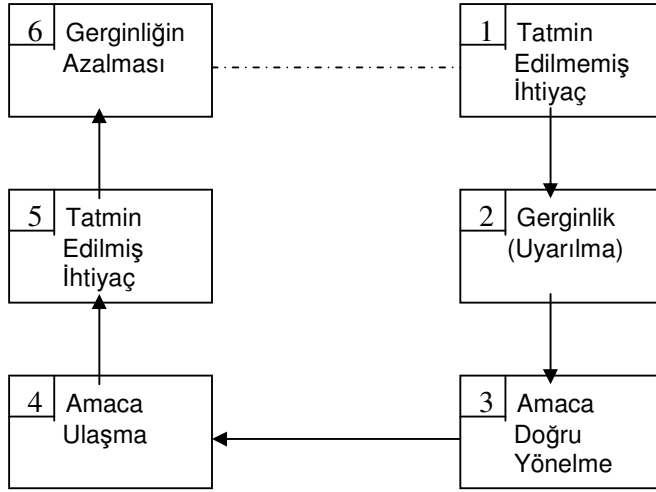 6 Gerginliğin
Azalması
1 Tatmin
Edilmemiş
İhtiyaç
5 Tatmin
Edilmiş
İhtiyaç
2 Gerginlik
(Uyarılma)
4 Amaca
Ulaşma
3 Amaca
Doğru
Yönelme